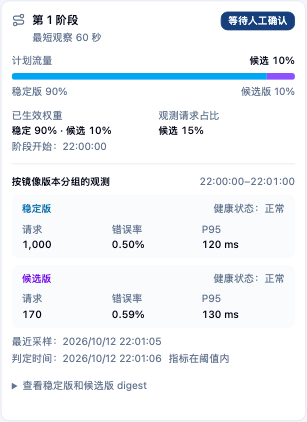 第 1 阶段
等待人工确认
最短观察 60 秒
计划流量 候选 10%
稳定版 90% 候选版 10%
已生效权重 观测请求占比
稳定 90% · 候选 10% 候选 15%
阶段开始：22:00:00
按镜像版本分组的观测 22:00:00–22:01:00
稳定版 健康状态：正常
请求 错误率 P95
1,000 0.50% 120 ms
候选版 健康状态：正常
请求 错误率 P95
170 0.59% 130 ms
最近采样：2026/10/12 22:01:05
判定时间：2026/10/12 22:01:06 指标在阈值内
▶ 查看稳定版和候选版 digest